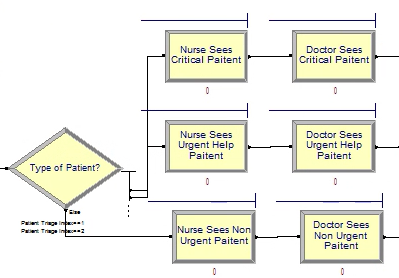 Nurse Sees
Critical Paitent
0
Doctor Sees
Critical Paitent
0
Nurse Sees
Urgent Help
Paitent
0
Doctor Sees
Urgent Help
Paitent
0
Type of Patient?
Else
Patient Triage Index==1
Patient Triage Index==2
Nurse Sees Non
Urgent Paitent
0
Doctor Sees
Non Urgent
Paitent
0